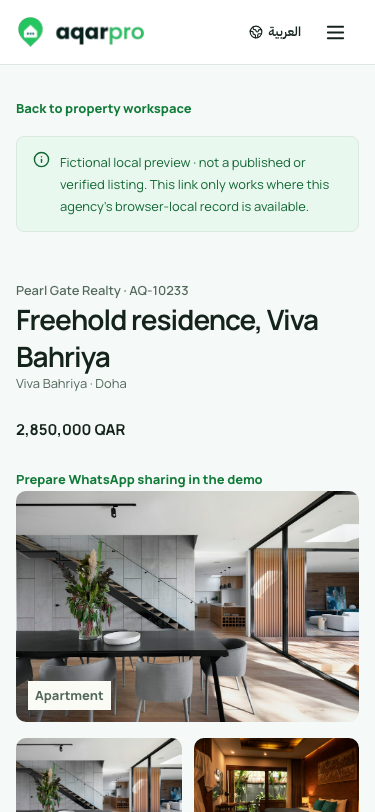 aqarpro
العربية
Back to property workspace
Fictional local preview · not a published or
verified listing. This link only works where this
agency's browser-local record is available.
Pearl Gate Realty · AQ-10233
Freehold residence, Viva
Bahriya
Viva Bahriya · Doha
2,850,000 QAR
Prepare WhatsApp sharing in the demo
Apartment